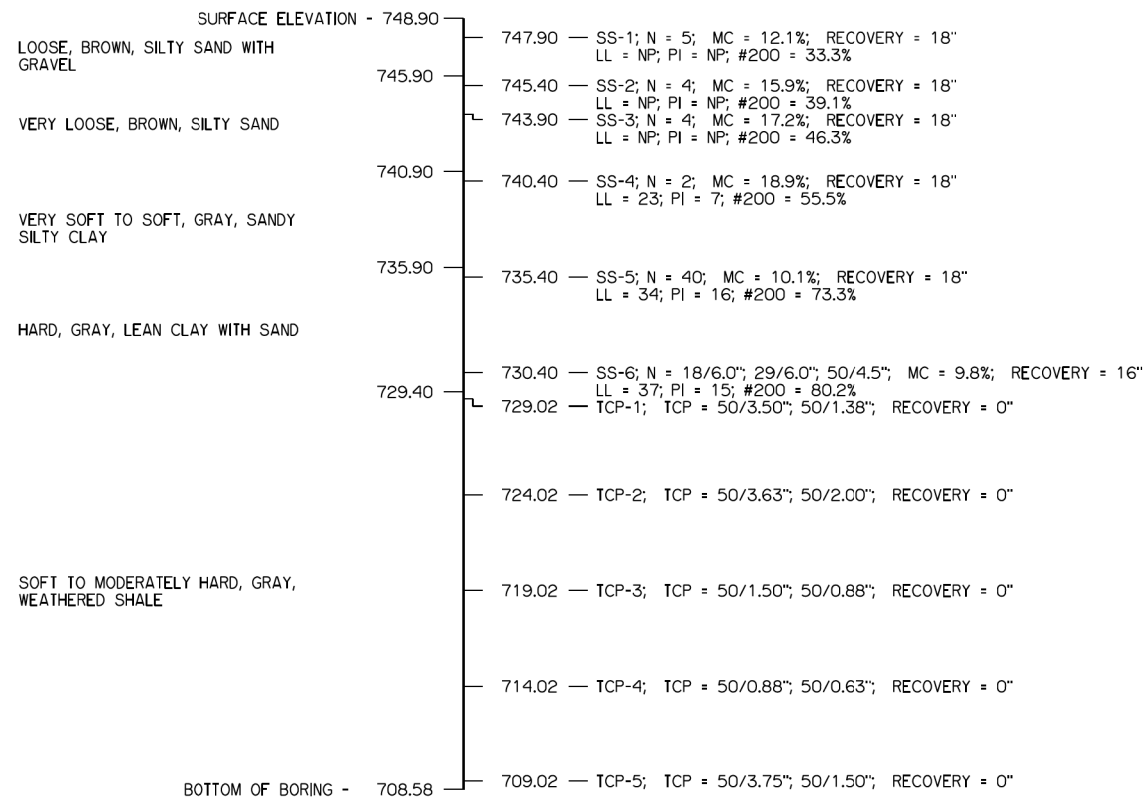 SURFACE ELEVATION - 748.90
747.90 — SS-1; N = 5; MC = 12.1%; RECOVERY = 18"
LL = NP; PI = NP; #200 = 33.3%
LOOSE, BROWN, SILTY SAND WITH
GRAVEL
745.90
745.40 — SS-2; N = 4; MC = 15.9%; RECOVERY = 18"
LL = NP; PI = NP; #200 = 39.1%
VERY LOOSE, BROWN, SILTY SAND
743.90 — SS-3; N = 4; MC = 17.2%; RECOVERY = 18"
LL = NP; PI = NP; #200 = 46.3%
740.90
740.40 — SS-4; N = 2; MC = 18.9%; RECOVERY = 18"
LL = 23; PI = 7; #200 = 55.5%
VERY SOFT TO SOFT, GRAY, SANDY
SILTY CLAY
735.90
735.40 — SS-5; N = 40; MC = 10.1%; RECOVERY = 18"
LL = 34; PI = 16; #200 = 73.3%
HARD, GRAY, LEAN CLAY WITH SAND
730.40 — SS-6; N = 18/6.0"; 29/6.0"; 50/4.5"; MC = 9.8%; RECOVERY = 16"
LL = 37; PI = 15; #200 = 80.2%
729.40
729.02 — TCP-1; TCP = 50/3.50"; 50/1.38"; RECOVERY = 0"
724.02 — TCP-2; TCP = 50/3.63"; 50/2.00"; RECOVERY = 0"
SOFT TO MODERATELY HARD, GRAY,
WEATHERED SHALE
719.02 — TCP-3; TCP = 50/1.50"; 50/0.88"; RECOVERY = 0"
714.02 — TCP-4; TCP = 50/0.88"; 50/0.63"; RECOVERY = 0"
709.02 — TCP-5; TCP = 50/3.75"; 50/1.50"; RECOVERY = 0"
BOTTOM OF BORING - 708.58